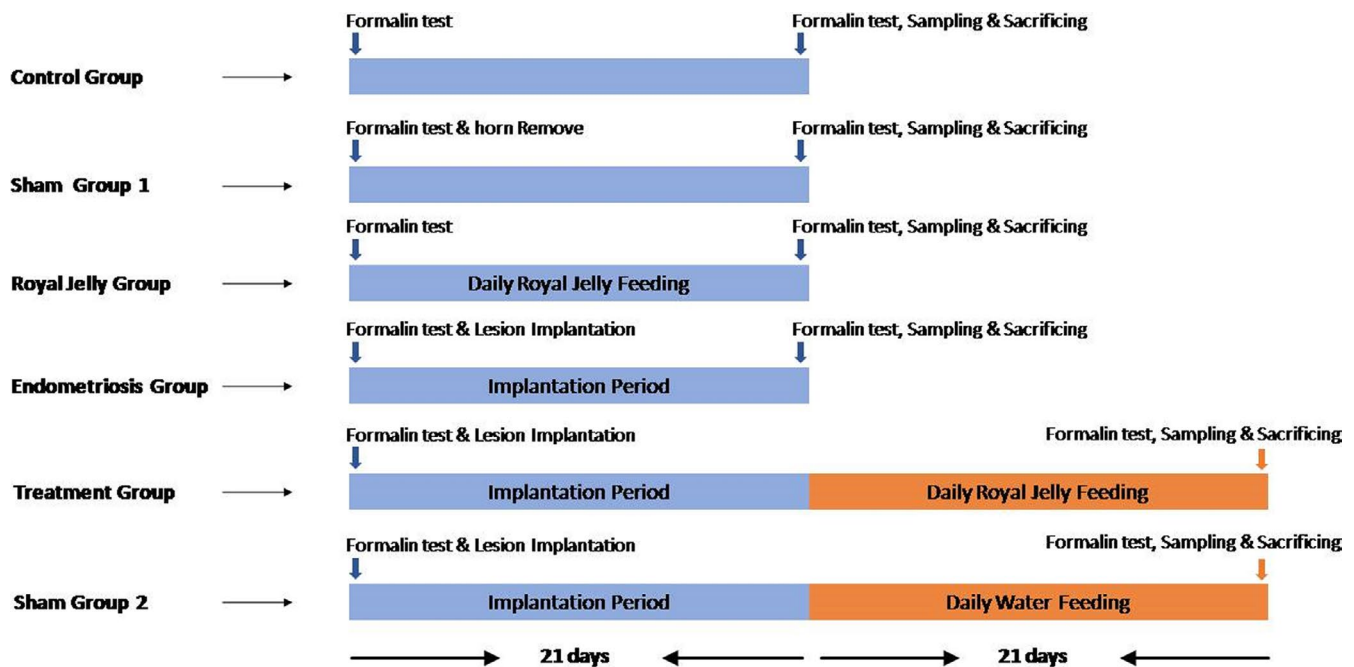 Formalin test
Formalin test, Sampling & Sacrificing
Control Group
Formalin test & horn Remove
Formalin test, Sampling & Sacrificing
Sham Group 1
Formalin test
Formalin test, Sampling & Sacrificing
Royal Jelly Group
Daily Royal Jelly Feeding
Formalin test & Lesion Implantation
Formalin test, Sampling & Sacrificing
Endometriosis Group
Implantation Period
Formalin test & Lesion Implantation
Formalin test, Sampling & Sacrificing
Treatment Group
Implantation Period
Daily Royal Jelly Feeding
Formalin test & Lesion Implantation
Formalin test, Sampling & Sacrificing
Sham Group 2
Implantation Period
Daily Water Feeding
21 days
21 days